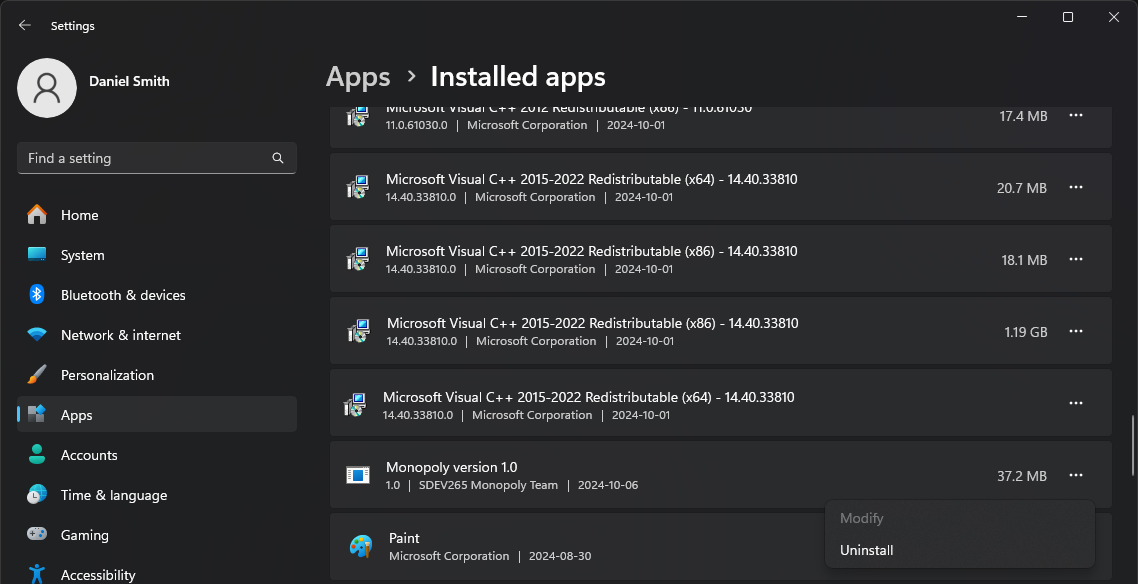 Settings
Daniel Smith
Find a setting
Home
System
Bluetooth & devices
Network & internet
Personalization
Apps
Accounts
Time & language
Gaming
Accessibility
Apps › Installed apps
Microsoft Visual C++ 2012 Redistributable (x86) - 11.0.61030
11.0.61030.0 | Microsoft Corporation | 2024-10-01
17.4 MB
Microsoft Visual C++ 2015-2022 Redistributable (x64) - 14.40.33810
14.40.33810.0 | Microsoft Corporation | 2024-10-01
20.7 MB
Microsoft Visual C++ 2015-2022 Redistributable (x86) - 14.40.33810
14.40.33810.0 | Microsoft Corporation | 2024-10-01
18.1 MB
Microsoft Visual C++ 2015-2022 Redistributable (x86) - 14.40.33810
14.40.33810.0 | Microsoft Corporation | 2024-10-01
1.19 GB
Microsoft Visual C++ 2015-2022 Redistributable (x64) - 14.40.33810
14.40.33810.0 | Microsoft Corporation | 2024-10-01
Monopoly version 1.0
1.0 | SDEV265 Monopoly Team | 2024-10-06
37.2 MB
Paint
Microsoft Corporation | 2024-08-30
Modify
Uninstall